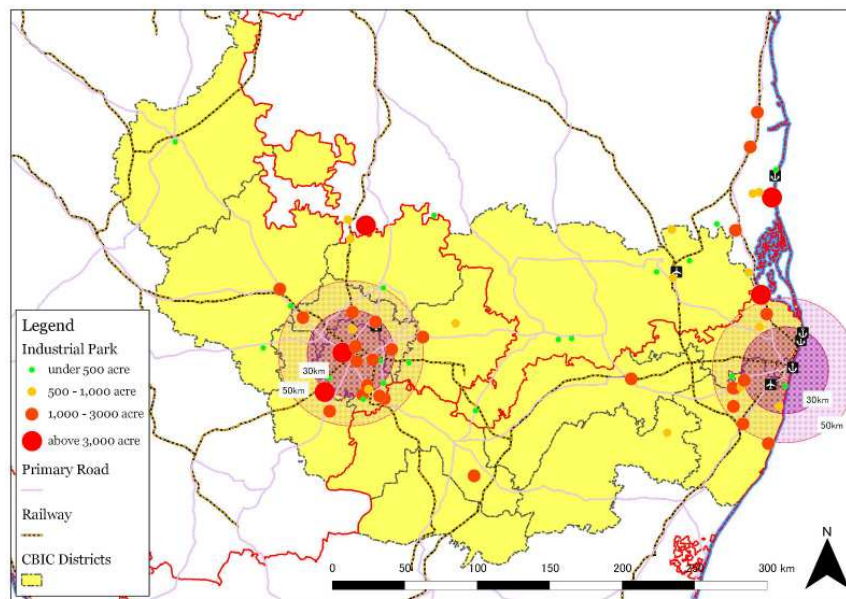 Legend
Industrial Park
under 500 acre
500 - 1,000 acre
1,000 - 3000 acre
above 3,000 acre
Primary Road
Railway
CBIC Districts
30km
50km
30km
50km
N
0 50 100 150 200 250 300 km